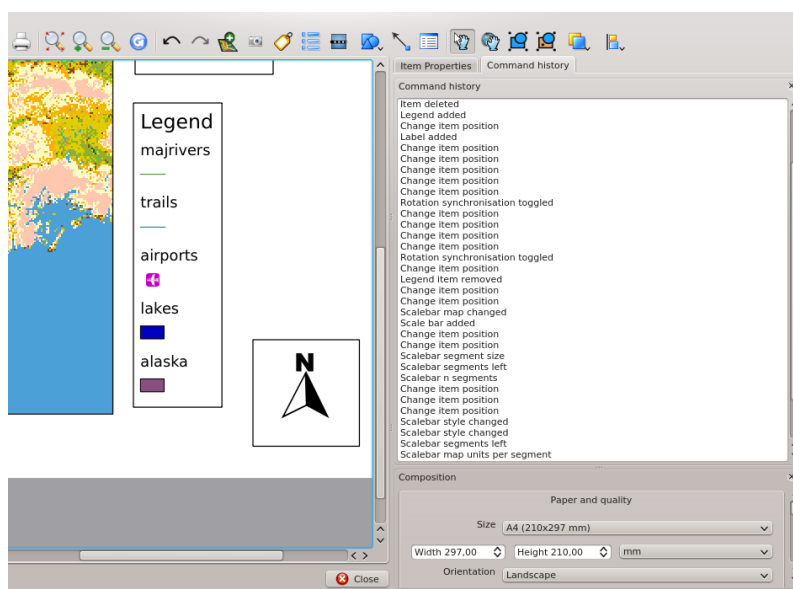 Item Properties
Command history
Command history
Item deleted
Legend added
Change item position
Label added
Change item position
Change item position
Change item position
Change item position
Change item position
Rotation synchronisation toggled
Change item position
Change item position
Change item position
Change item position
Rotation synchronisation toggled
Change item position
Legend item removed
Change item position
Change item position
Scalebar map changed
Scale bar added
Change item position
Change item position
Scalebar segment size
Scalebar segments left
Scalebar n segments
Change item position
Change item position
Change item position
Scalebar style changed
Scalebar style changed
Scalebar segments left
Scalebar map units per segment
Legend
majrivers
trails
airports
lakes
alaska
N
Composition
Paper and quality
Size A4 (210x297 mm)
Width 297,00 Height 210,00 mm
Orientation Landscape
Close